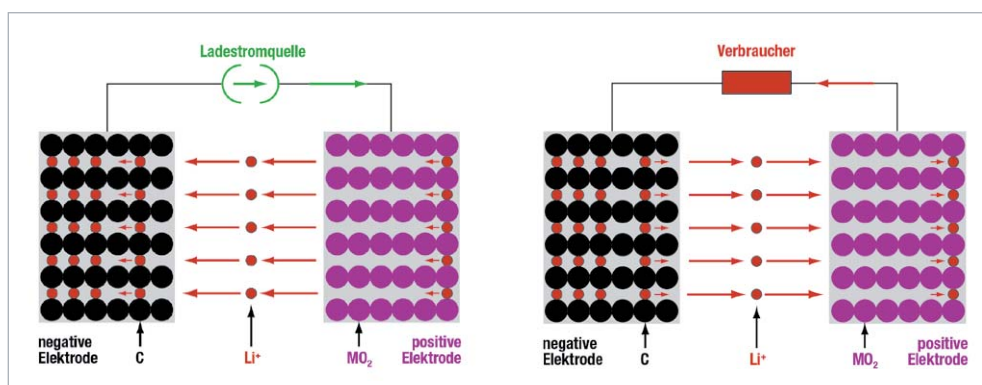 Ladestromquelle
negative
Elektrode
C
Li⁺
MO₂
positive
Elektrode
Verbraucher
negative
Elektrode
C
Li⁺
MO₂
positive
Elektrode